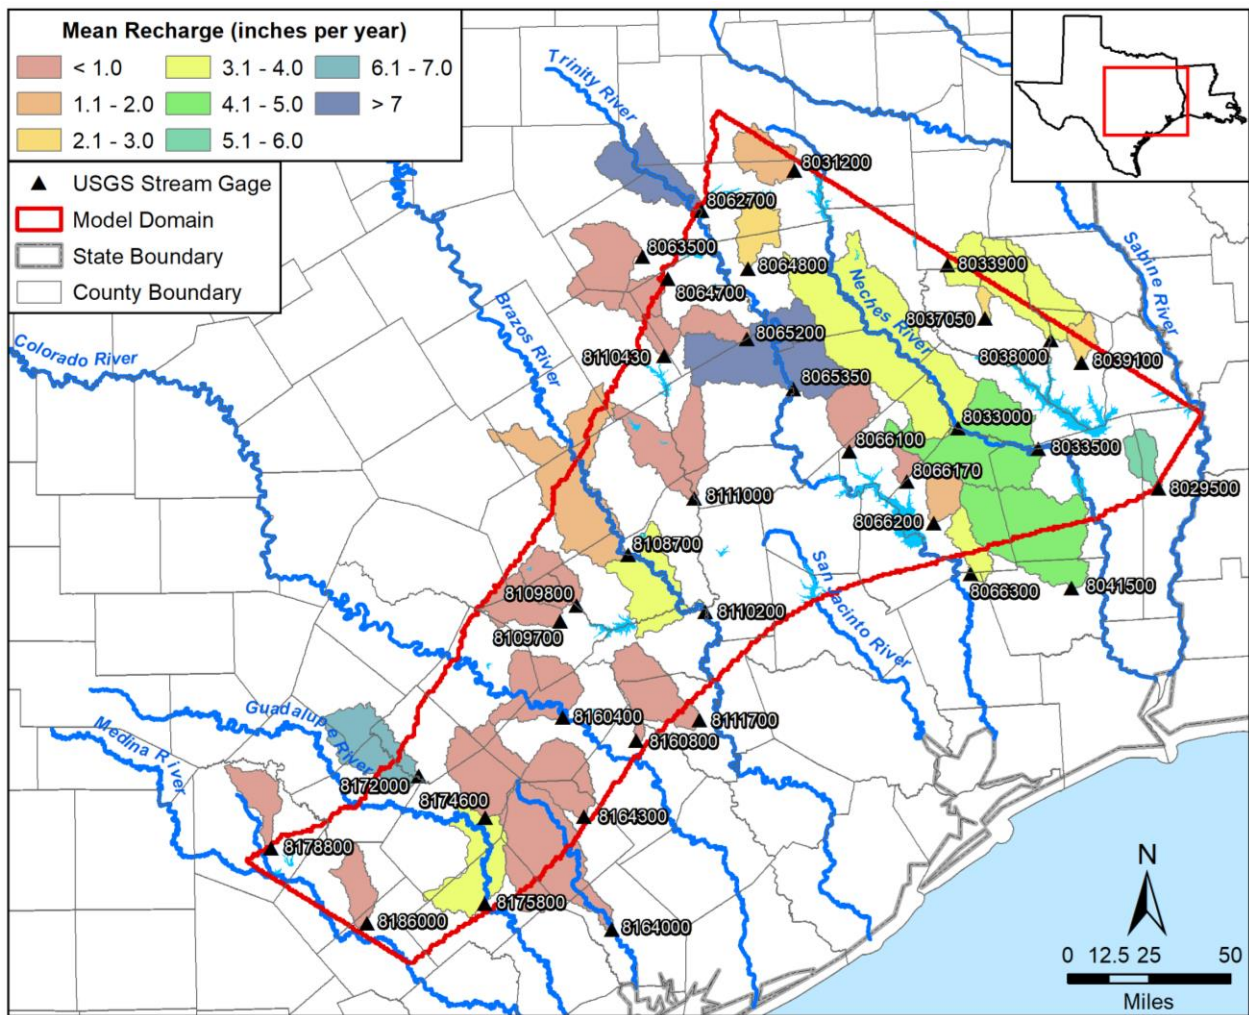 Mean Recharge (inches per year)
< 1.0
3.1 - 4.0
6.1 - 7.0
1.1 - 2.0
4.1 - 5.0
> 7
2.1 - 3.0
5.1 - 6.0
USGS Stream Gage
Model Domain
State Boundary
County Boundary
Trinity River
8031200
8062700
8063500
8064800
8033900
Sabine River
8064700
Neches River
8037050
Brazos River
8065200
8038000
Colorado River
8110430
8039100
8065350
8033000
8066100
8033500
8066170
8029500
8111000
8066200
8108700
San Jacinto River
8066300
8041500
8109800
8110200
8109700
Guadalupe River
8160400
8111700
Medina River
8160800
8172000
8174600
8164300
8178800
8175800
8186000
8164000
N
0 12.5 25 50
Miles